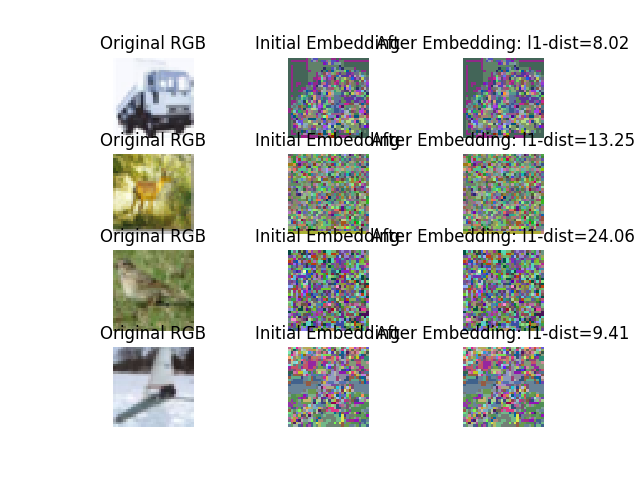 Original RGB Initial Embedding After Embedding: l1-dist=8.02
Original RGB Initial Embedding After Embedding: l1-dist=13.25
Original RGB Initial Embedding After Embedding: l1-dist=24.06
Original RGB Initial Embedding After Embedding: l1-dist=9.41